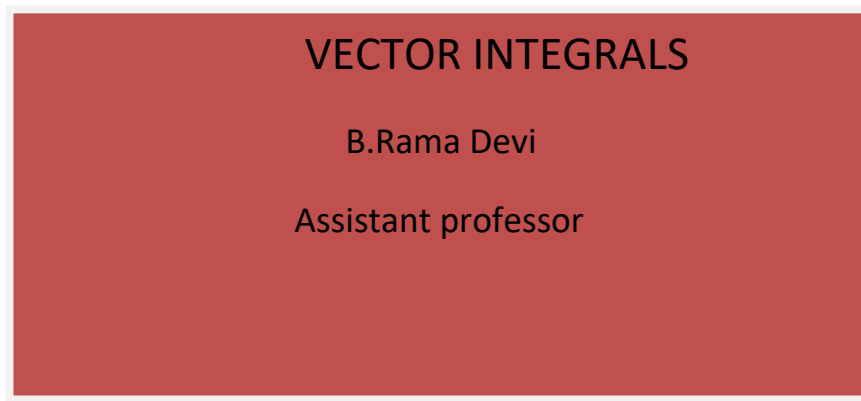 VECTOR INTEGRALS
B.Rama Devi
Assistant professor